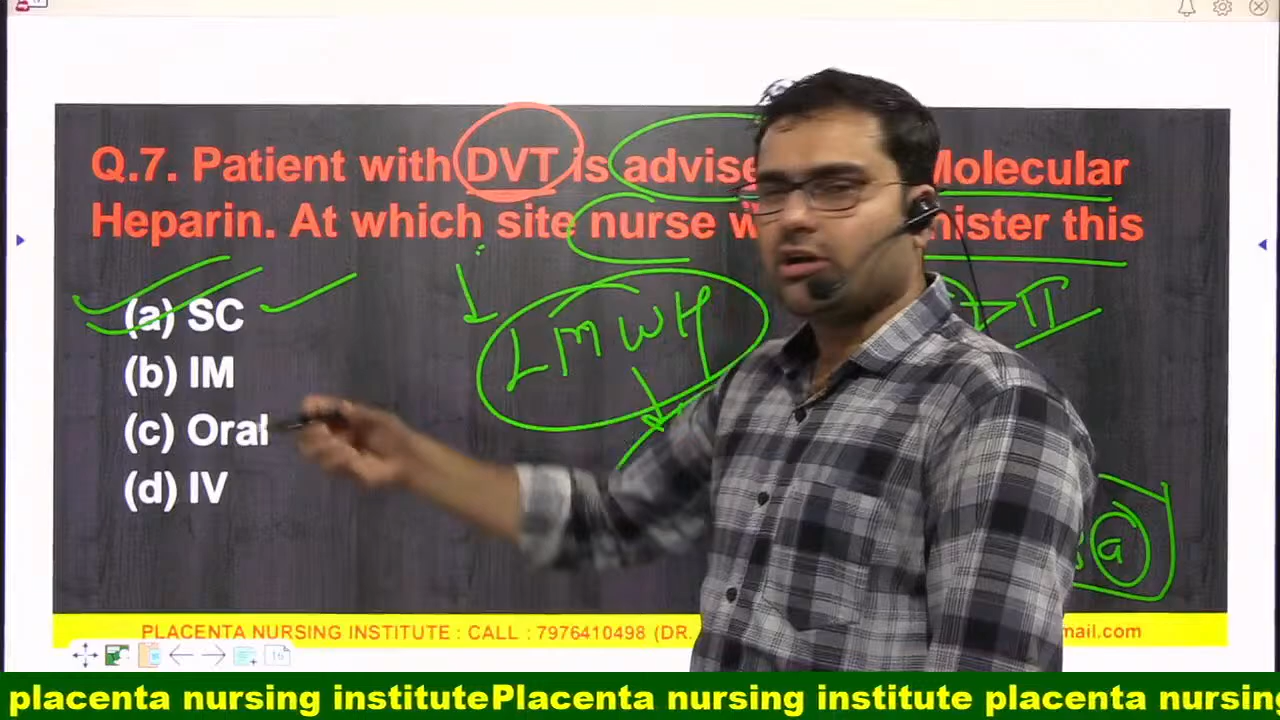 Q.7. Patient with DVT is advise Molecular
Heparin. At which site nurse w nister this
(a) SC
(b) IM
(c) Oral
(d) IV
LMWH
a
PLACENTA NURSING INSTITUTE : CALL : 7976410498 (DR. mail.com
16
placenta nursing institutePlacenta nursing institute placenta nursing